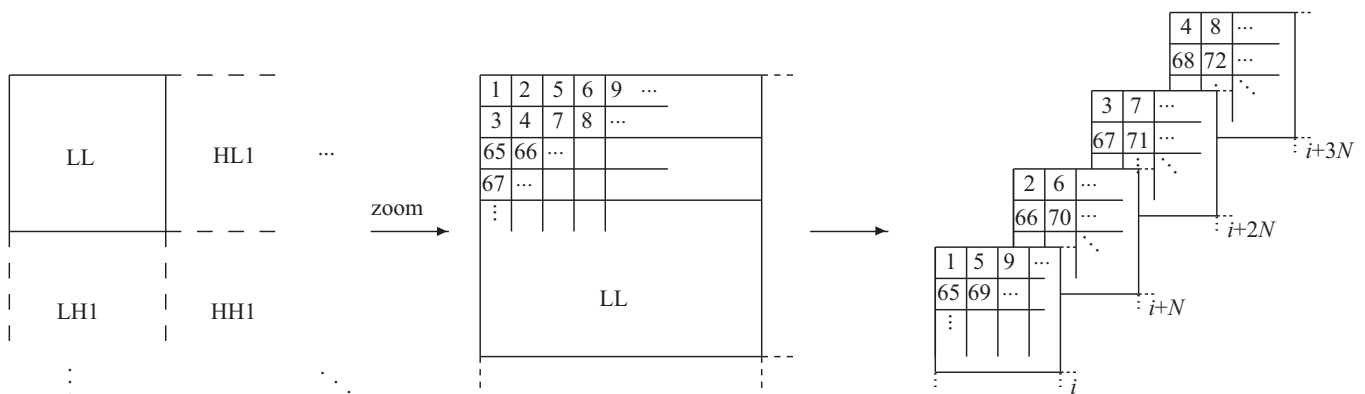 LL
HL1
...
LH1
HH1
⋮
⋱
zoom
1 2 5 6 9 ...
3 4 7 8 ...
65 66 ...
67 ...
⋮
LL
4 8 ...
68 72 ...
⋮ ⋱
i+3N
3 7 ...
67 71 ...
⋮ ⋱
i+2N
2 6 ...
66 70 ...
⋱
i+N
1 5 9 ...
65 69 ...
⋮
i